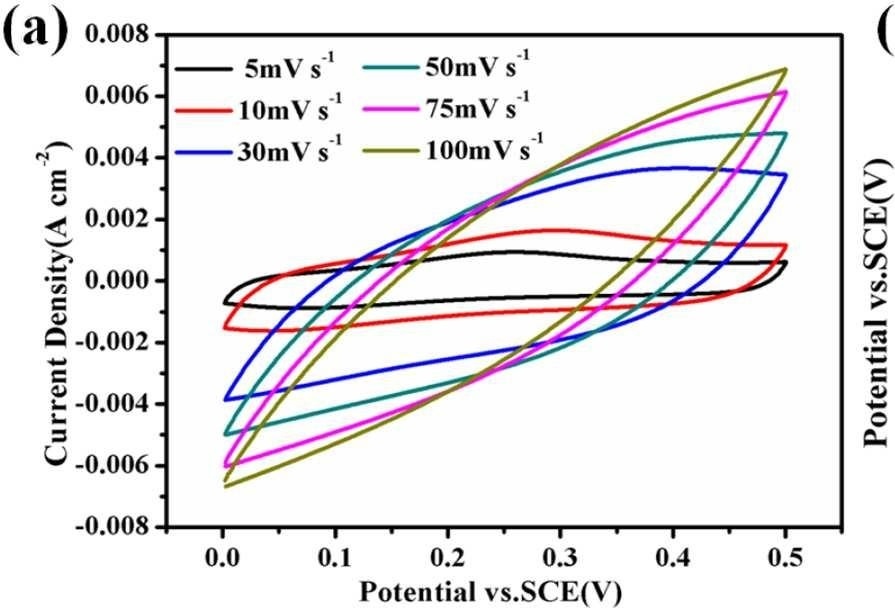 (a)
(
0.008
0.006
0.004
0.002
0.000
-0.002
-0.004
-0.006
-0.008
Current Density(A cm⁻²)
5mV s⁻¹
10mV s⁻¹
30mV s⁻¹
50mV s⁻¹
75mV s⁻¹
100mV s⁻¹
0.0 0.1 0.2 0.3 0.4 0.5
Potential vs.SCE(V)
Potential vs.SCE(V)